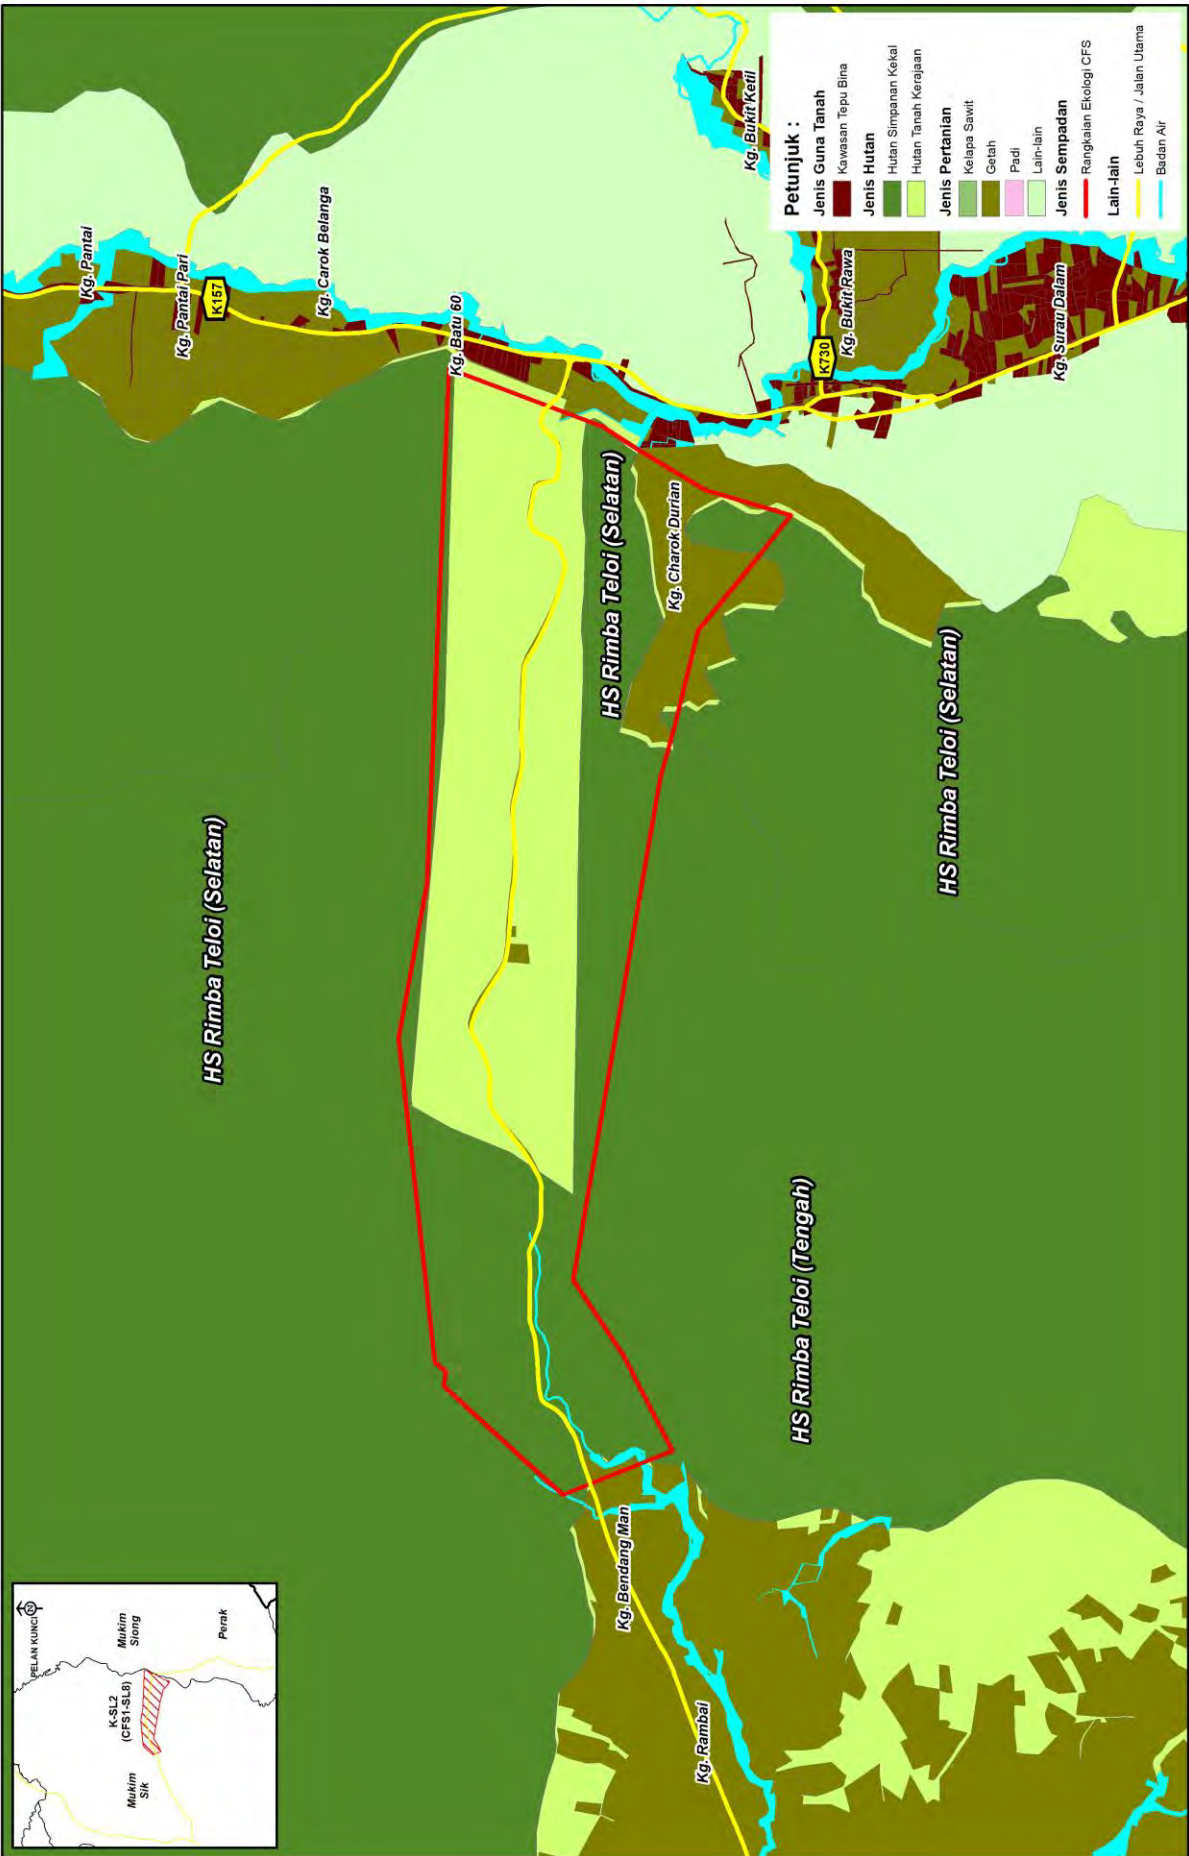 PELAN KUNCI
N
Mukim
Siong
K-SL2
(CFS1-SL8)
Mukim
Sik
Perak
HS Rimba Teloi (Selatan)
Kg. Pantai
Kg. Pantai Pari
K157
Kg. Carok Belanga
Kg. Batu 60
HS Rimba Teloi (Selatan)
Kg. Charok Durian
Kg. Bendang Man
Kg. Rambai
HS Rimba Teloi (Tengah)
HS Rimba Teloi (Selatan)
Kg. Bukit Ketil
K730
Kg. Bukit Rawa
Kg. Surau Dalam
Petunjuk :
Jenis Guna Tanah
Kawasan Tepu Bina
Jenis Hutan
Hutan Simpanan Kekal
Hutan Tanah Kerajaan
Jenis Pertanian
Kelapa Sawit
Getah
Padi
Lain-lain
Jenis Sempadan
Rangkaian Ekologi CFS
Lain-lain
Lebuh Raya / Jalan Utama
Badan Air